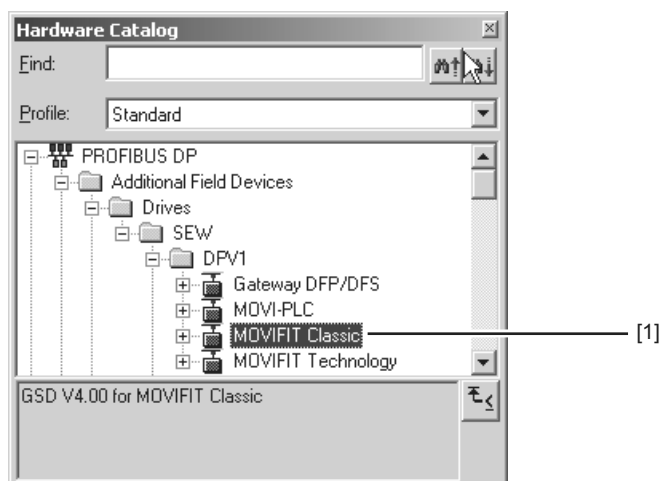 Hardware Catalog
Find:
Profile: Standard
PROFIBUS DP
Additional Field Devices
Drives
SEW
DPV1
Gateway DFP/DFS
MOVI-PLC
MOVIFIT Classic [1]
MOVIFIT Technology
GSD V4.00 for MOVIFIT Classic